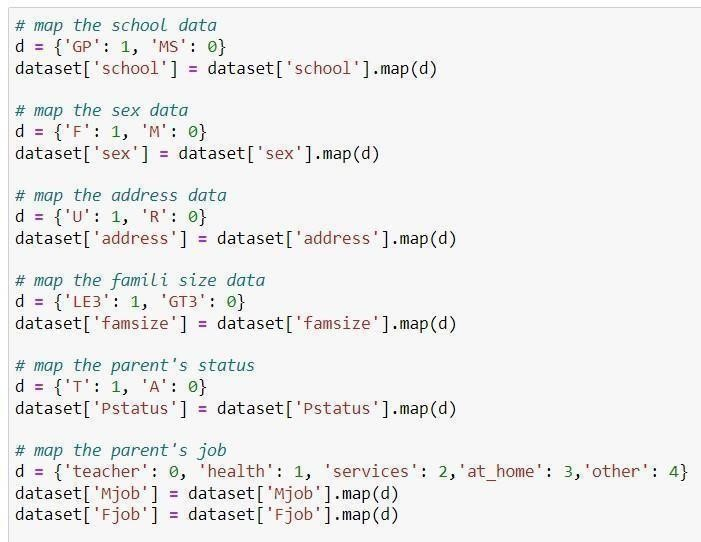 # map the school data
d = {'GP': 1, 'MS': 0}
dataset['school'] = dataset['school'].map(d)
# map the sex data
d = {'F': 1, 'M': 0}
dataset['sex'] = dataset['sex'].map(d)
# map the address data
d = {'U': 1, 'R': 0}
dataset['address'] = dataset['address'].map(d)
# map the famili size data
d = {'LE3': 1, 'GT3': 0}
dataset['famsize'] = dataset['famsize'].map(d)
# map the parent's status
d = {'T': 1, 'A': 0}
dataset['Pstatus'] = dataset['Pstatus'].map(d)
# map the parent's job
d = {'teacher': 0, 'health': 1, 'services': 2,'at_home': 3,'other': 4}
dataset['Mjob'] = dataset['Mjob'].map(d)
dataset['Fjob'] = dataset['Fjob'].map(d)